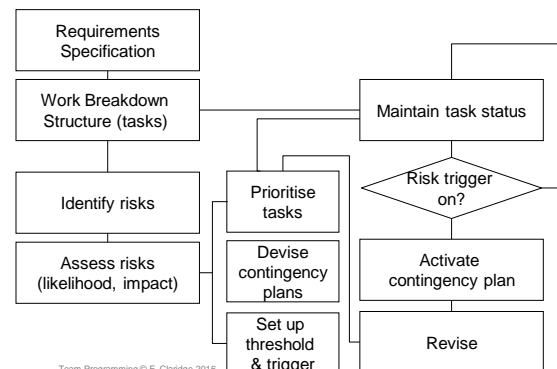 Requirements
Specification
Work Breakdown
Structure (tasks)
Maintain task status
Identify risks
Prioritise
tasks
Risk trigger
on?
Assess risks
(likelihood, impact)
Devise
contingency
plans
Activate
contingency plan
Set up
threshold
& trigger
Revise
Team Programming © E. Claridge 2016